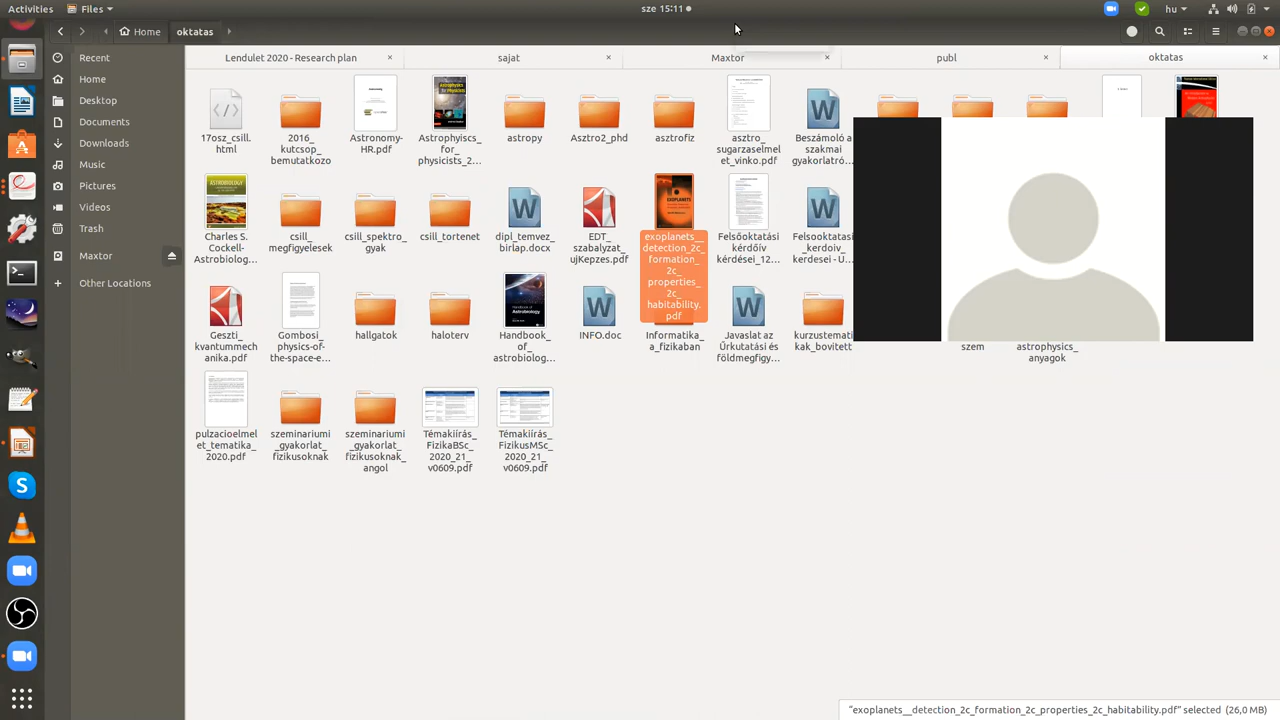 Activities
Files
sze 15:11
hu
Home
oktatas
Lendulet 2020 - Research plan
sajat
Maxtor
publ
oktatas
Recent
Home
Desktop
Documents
Downloads
Music
Pictures
Videos
Trash
Maxtor
Other Locations
17osz_csill.
html
2016_
kutcsop_
bemutatkozo
Astronomy-
HR.pdf
Astrophyiscs_
for_
physicists_2...
astropy
Asztro2_phd
asztrofiz
asztro_
sugarzaselmel
et_vinko.pdf
Beszámoló a
szakmai
gyakorlatró...
Charles S.
Cockell-
Astrobiolog...
csill_
megfigyelesek
csill_spektro_
gyak
csill_tortenet
dipl_temvez_
birlap.docx
EDT_
szabalyzat_
ujKepzes.pdf
exoplanets__
detection_2c_
formation_
2c_
properties_
2c_
habitability.
pdf
Felsőoktatási
kérdőív
kérdései_12...
Felsooktatasi
_kerdoiv_
kerdesei - Ú...
Geszti_
kvantummech
anika.pdf
Gombosi_
physics-of-
the-space-e...
hallgatok
haloterv
Handbook_
of_
astrobiolog...
INFO.doc
Informatika_
a_fizikaban
Javaslat az
Űrkutatási és
földmegfigy...
kurzustemati
kak_bovitett
szem
astrophysics_
anyagok
pulzacioelmel
et_tematika_
2020.pdf
szeminariumi
_gyakorlat_
fizikusoknak
szeminariumi
_gyakorlat_
fizikusoknak_
angol
Témakiírás_
FizikaBSc_
2020_21_
v0609.pdf
Témakiírás_
FizikusMSc_
2020_21_
v0609.pdf
"exoplanets__detection_2c_formation_2c_properties_2c_habitability.pdf" selected (26,0 MB)